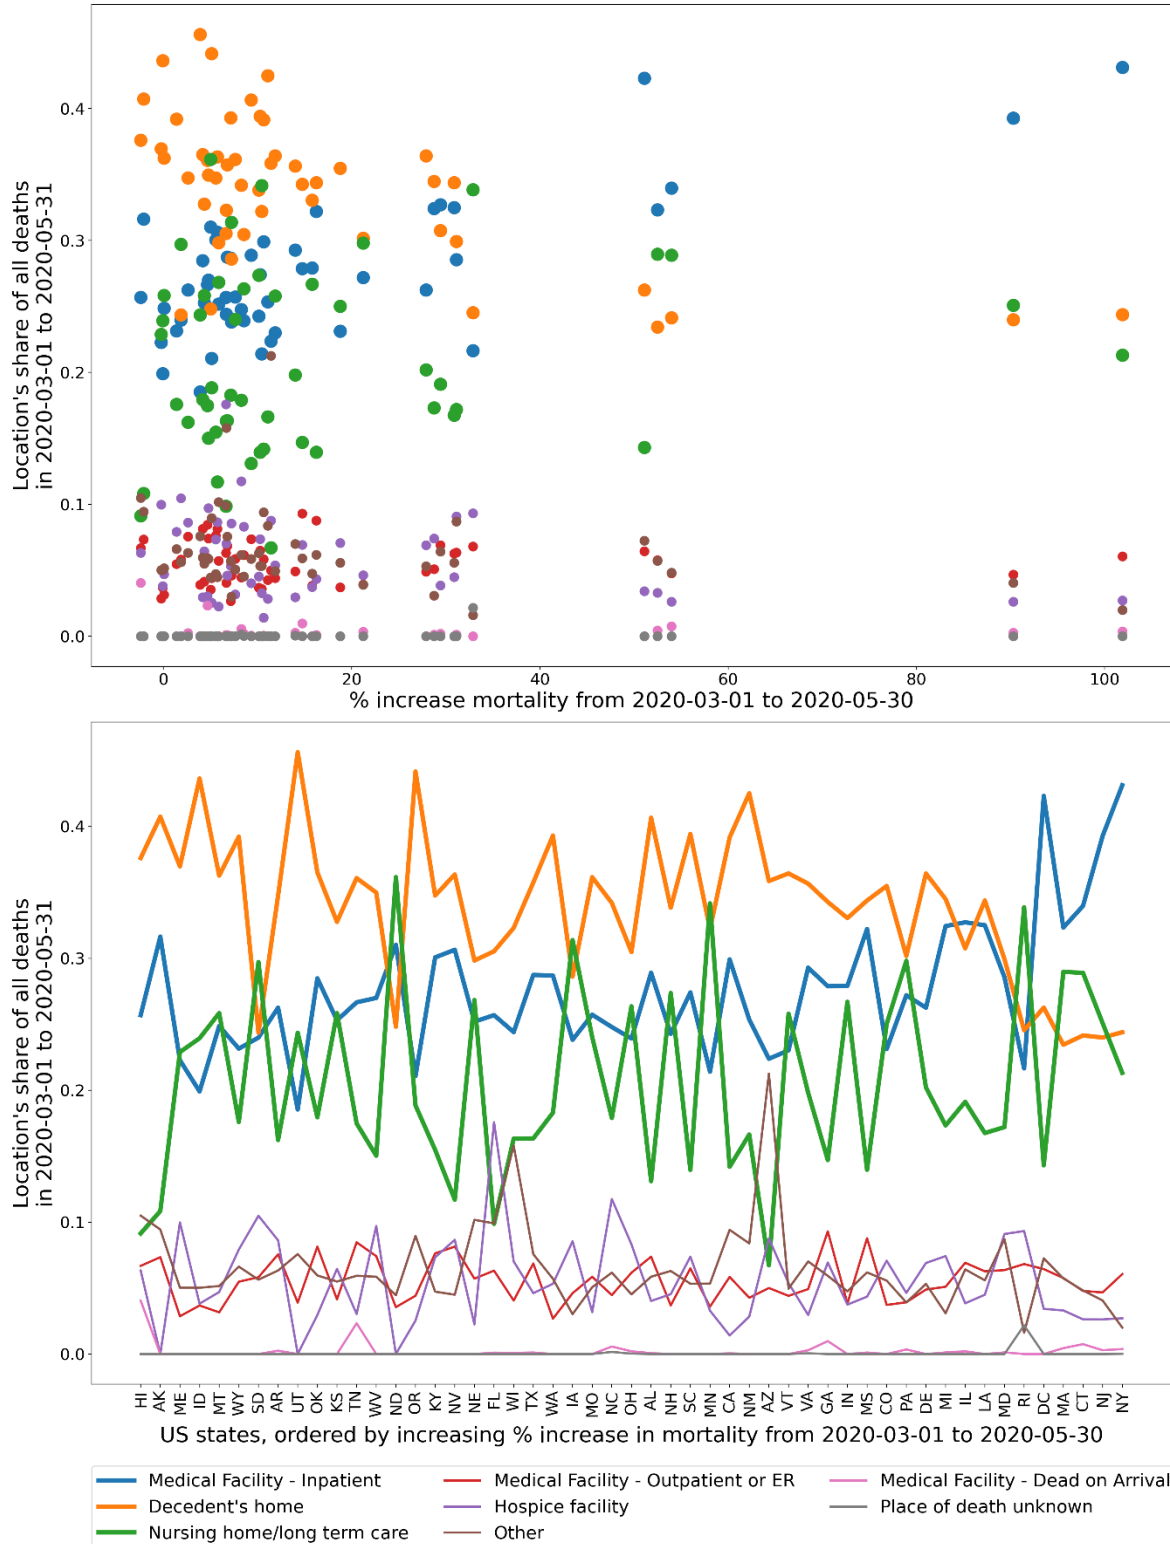 0.4
0.3
0.2
0.1
0.0
Location's share of all deaths
in 2020-03-01 to 2020-05-31
0 20 40 60 80 100
% increase mortality from 2020-03-01 to 2020-05-30
0.4
0.3
0.2
0.1
0.0
Location's share of all deaths
in 2020-03-01 to 2020-05-31
HI AK ME ID MT WY SD AR UT OK KS TN WV ND OR KY NV NE FL WI TX WA IA MO NC OH AL NH SC MN CA NM AZ VT VA GA IN MS CO PA DE MI IL LA MD RI DC MA CT NJ NY
US states, ordered by increasing % increase in mortality from 2020-03-01 to 2020-05-30
Medical Facility - Inpatient
Decedent's home
Nursing home/long term care
Medical Facility - Outpatient or ER
Hospice facility
Other
Medical Facility - Dead on Arrival
Place of death unknown